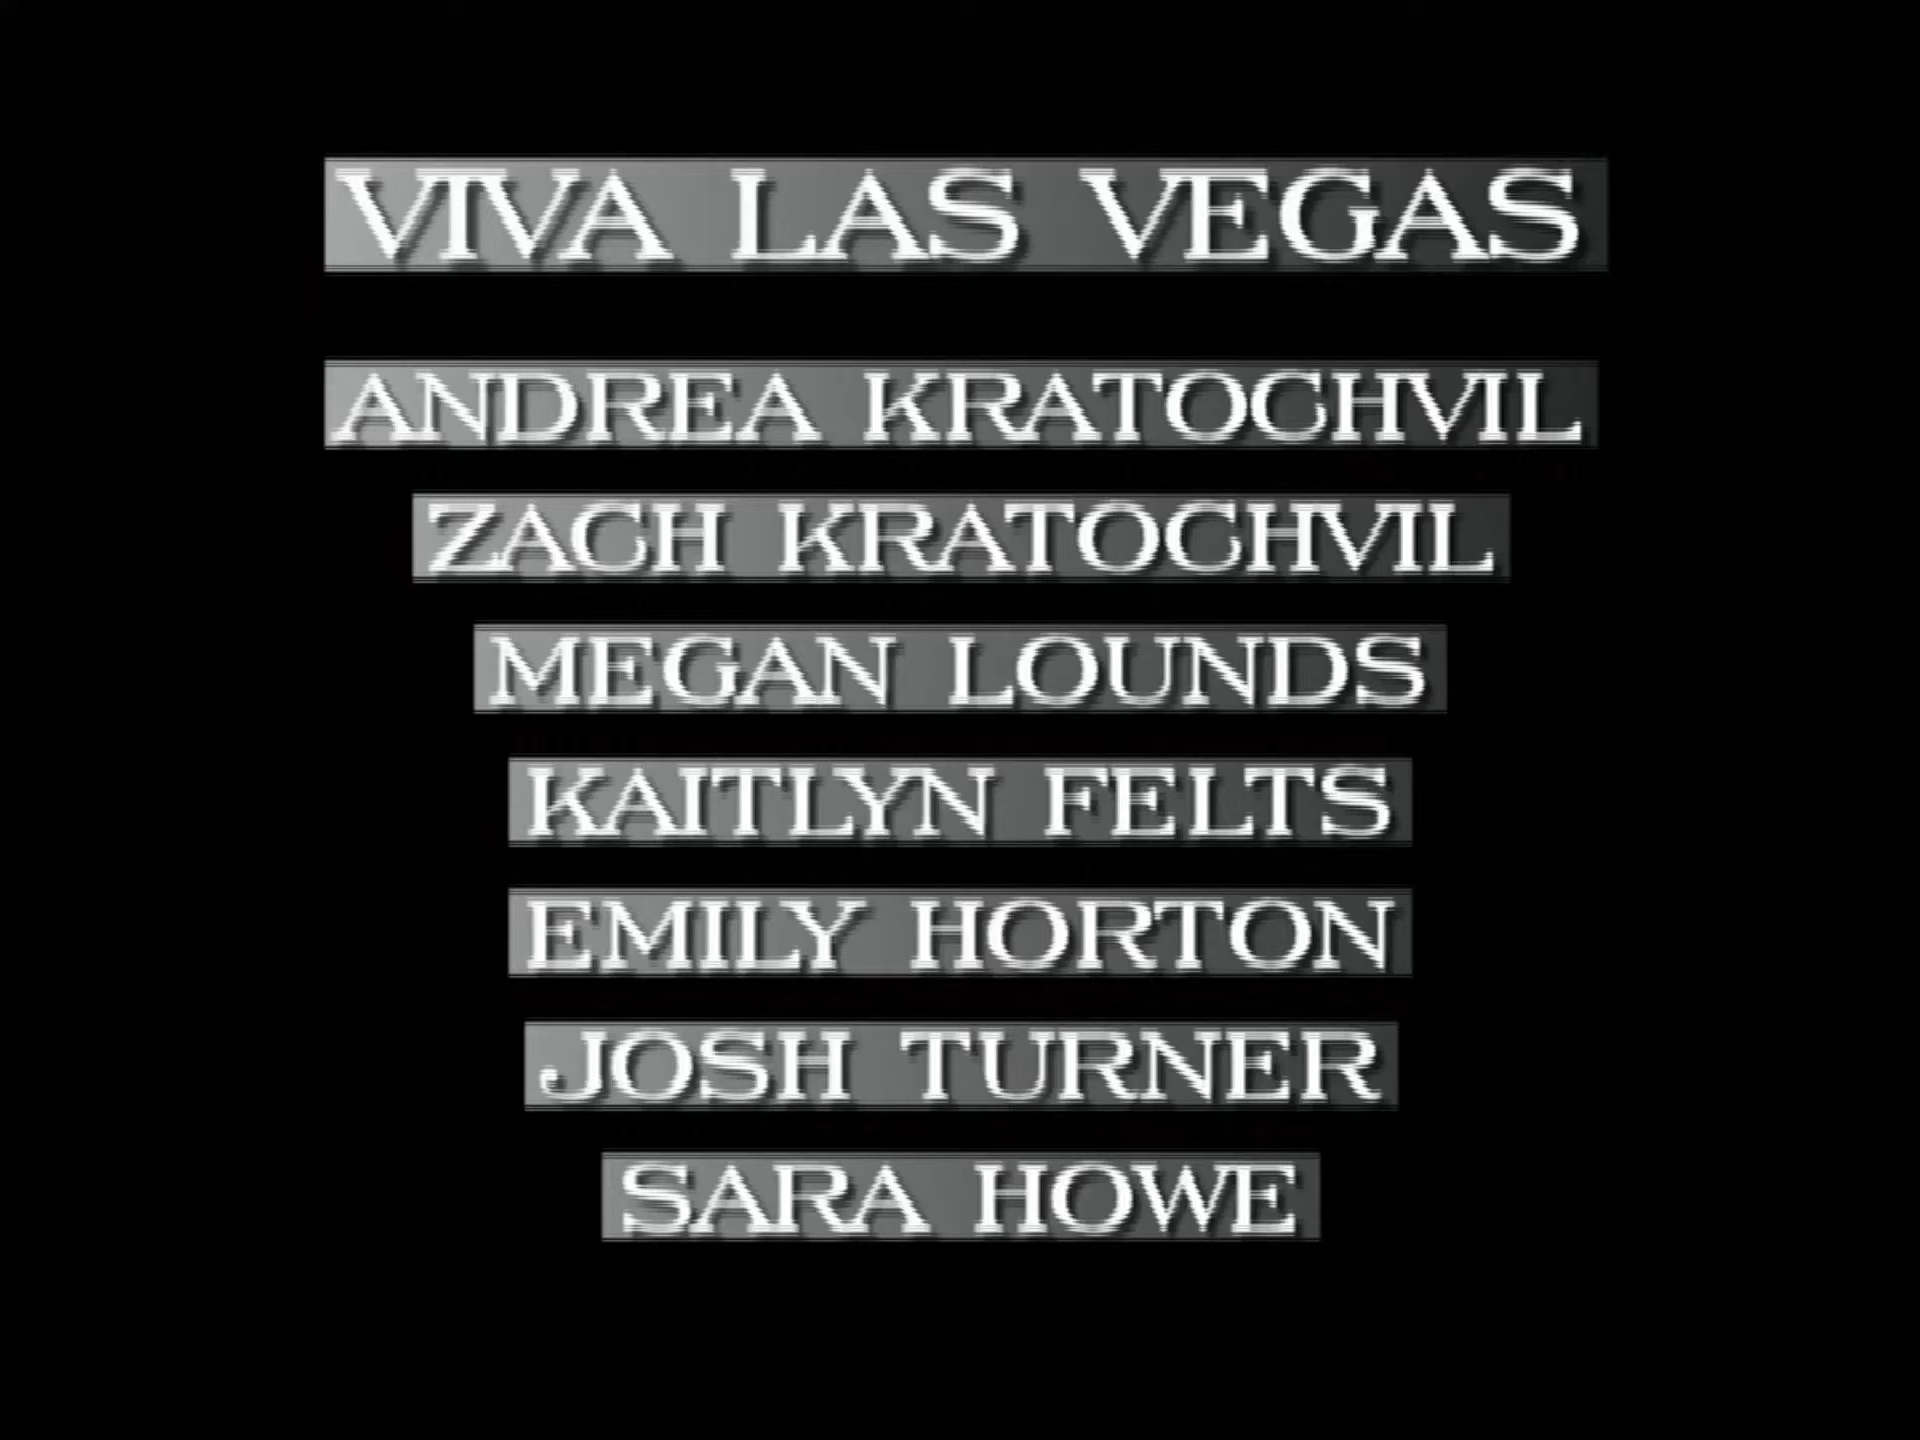 VIVA LAS VEGAS
ANDREA KRATOCHVIL
ZACH KRATOCHVIL
MEGAN LOUNDS
KAITLYN FELTS
EMILY HORTON
JOSH TURNER
SARA HOWE